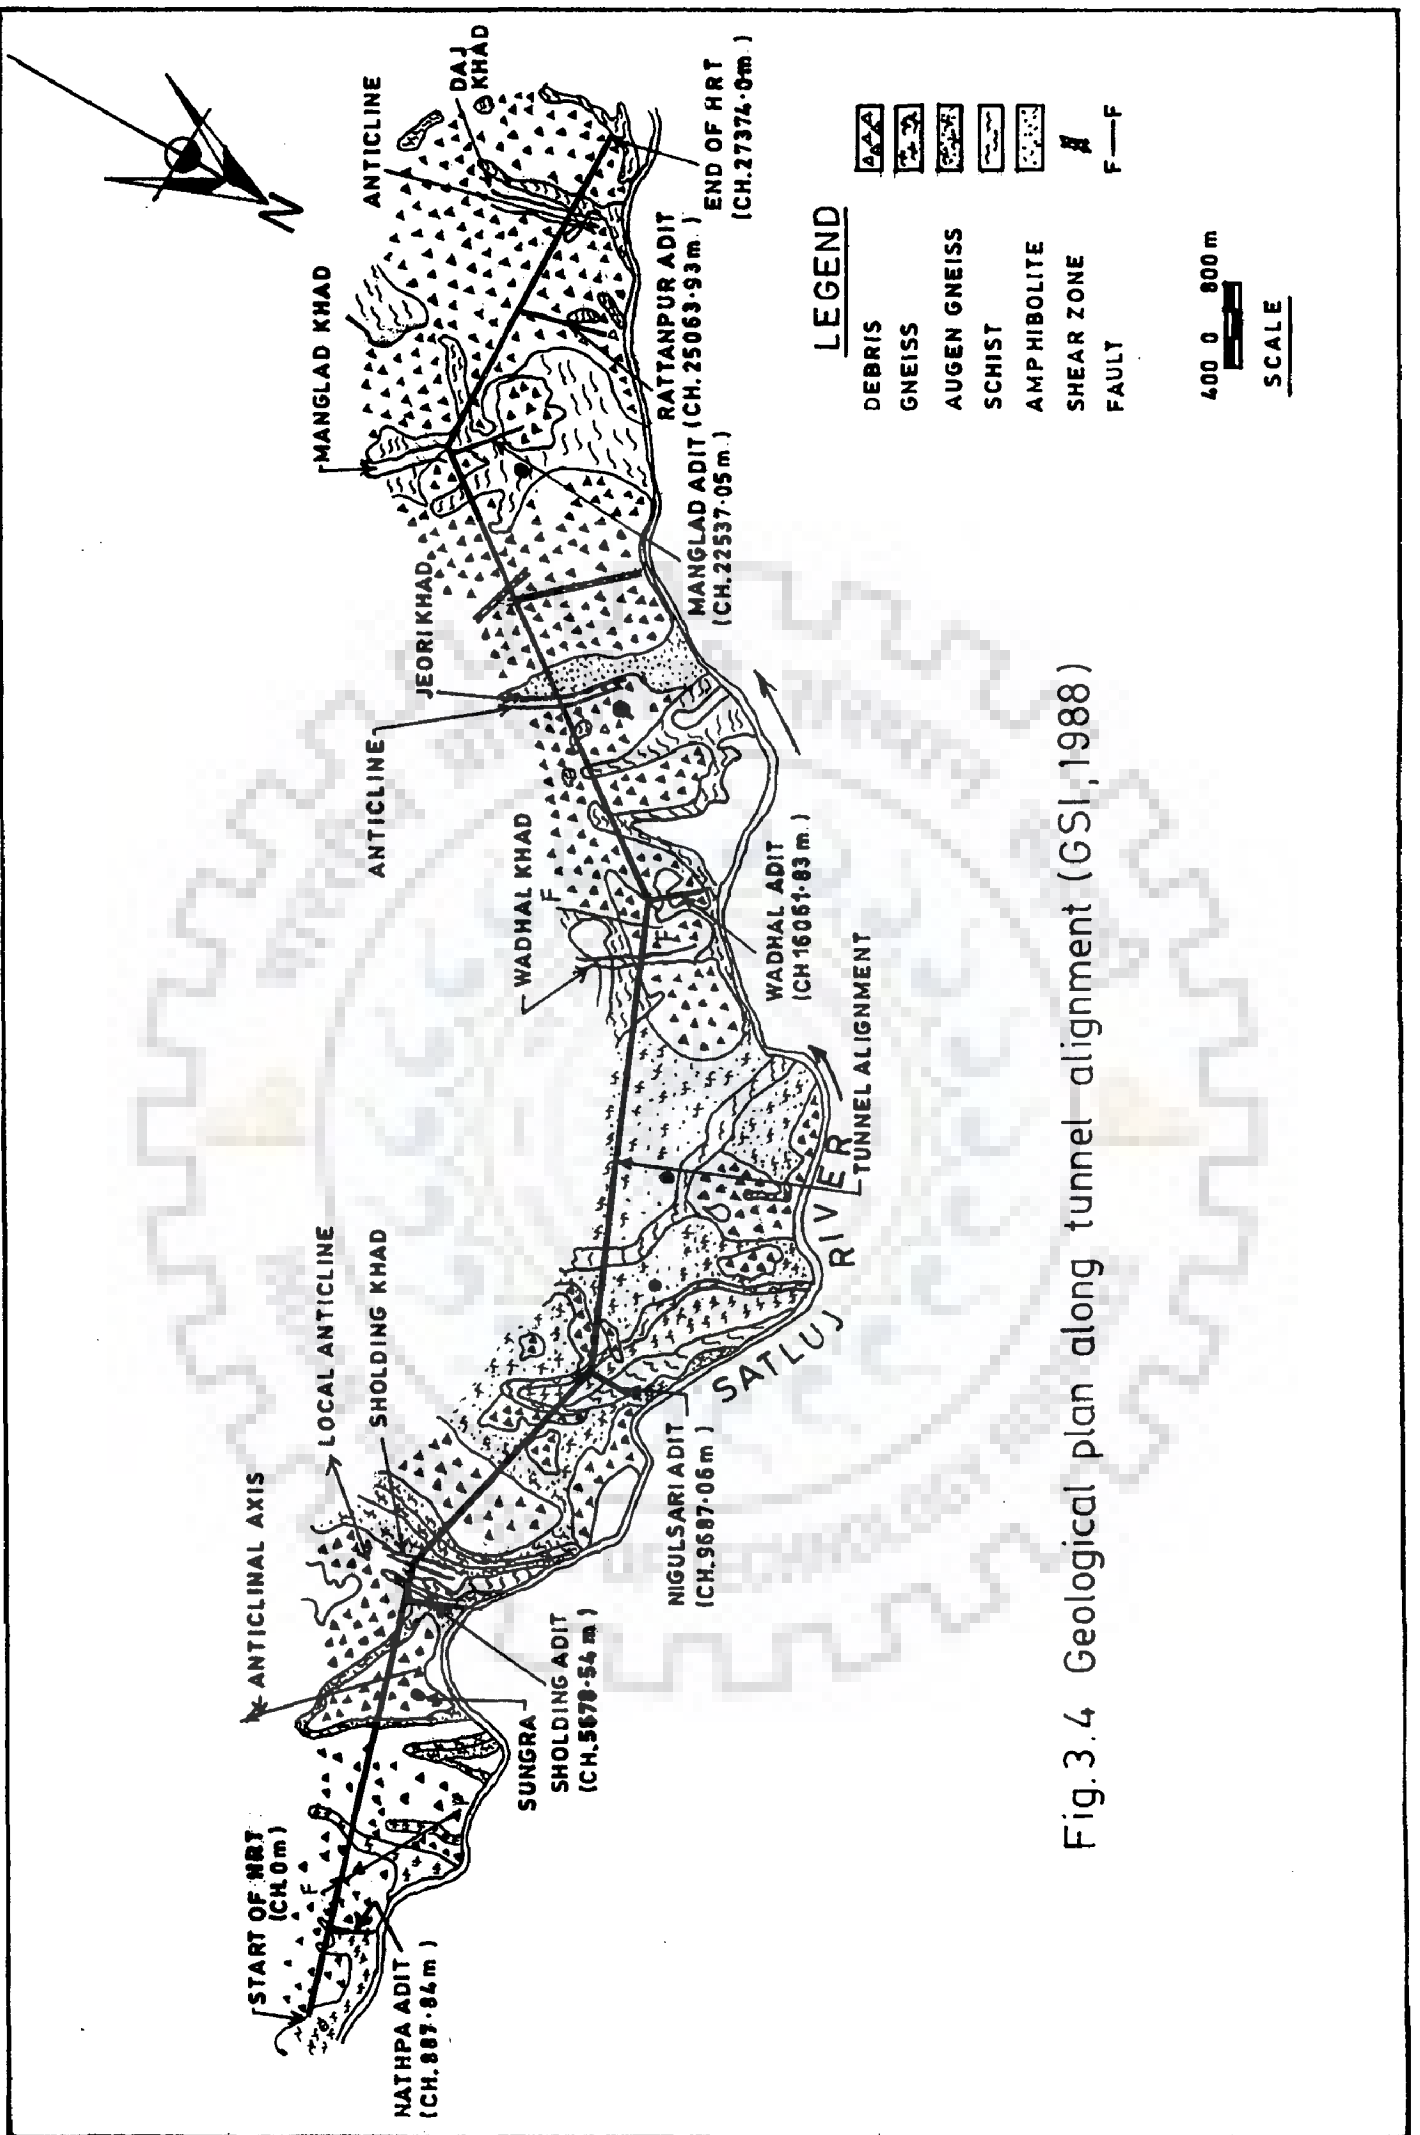 START OF HRT
(CH.0m)
F
NATHPA ADIT
(CH.887.84m)
ANTICLINAL AXIS
SUNGRA
SHOLDING ADIT
(CH.5678.54m)
LOCAL ANTICLINE
SHOLDING KHAD
NIGULSARI ADIT
(CH.9687.06m)
SATLUJ RIVER
TUNNEL ALIGNMENT
WADHAL KHAD
F
F
WADHAL ADIT
(CH 16061.83m.)
ANTICLINE
JEORI KHAD
MANGLAD KHAD
MANGLAD ADIT
(CH.22537.05m.)
RATTANPUR ADIT
(CH.25063.93m.)
ANTICLINE
DAJ
KHAD
END OF HRT
(CH.27374.0m.)
N
LEGEND
DEBRIS
GNEISS
AUGEN GNEISS
SCHIST
AMPHIBOLITE
SHEAR ZONE
FAULT F—F
400 0 800m
SCALE
Fig.3.4 Geological plan along tunnel alignment (GSI,1988)